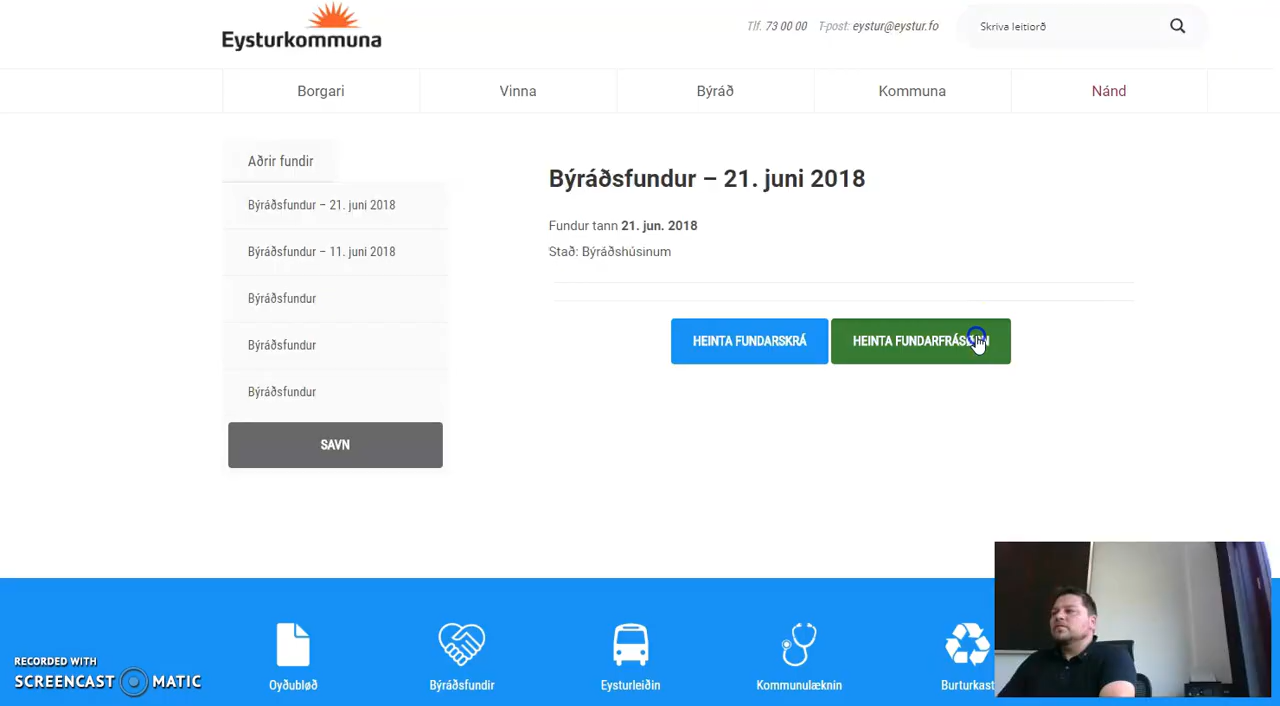 Eysturkommuna
Tlf. 73 00 00 T-post: eystur@eystur.fo
Skriva leitiorð
Borgari
Vinna
Býráð
Kommuna
Nánd
Aðrir fundir
Býráðsfundur – 21. juni 2018
Býráðsfundur – 11. juni 2018
Býráðsfundur
Býráðsfundur
Býráðsfundur
SAVN
Býráðsfundur – 21. juni 2018
Fundur tann 21. jun. 2018
Stað: Býráðshúsinum
HEINTA FUNDARSKRÁ
HEINTA
Oyðubløð
Býráðsfundir
Eysturleiðin
Kommunulæknin
RECORDED WITH
SCREENCAST MATIC